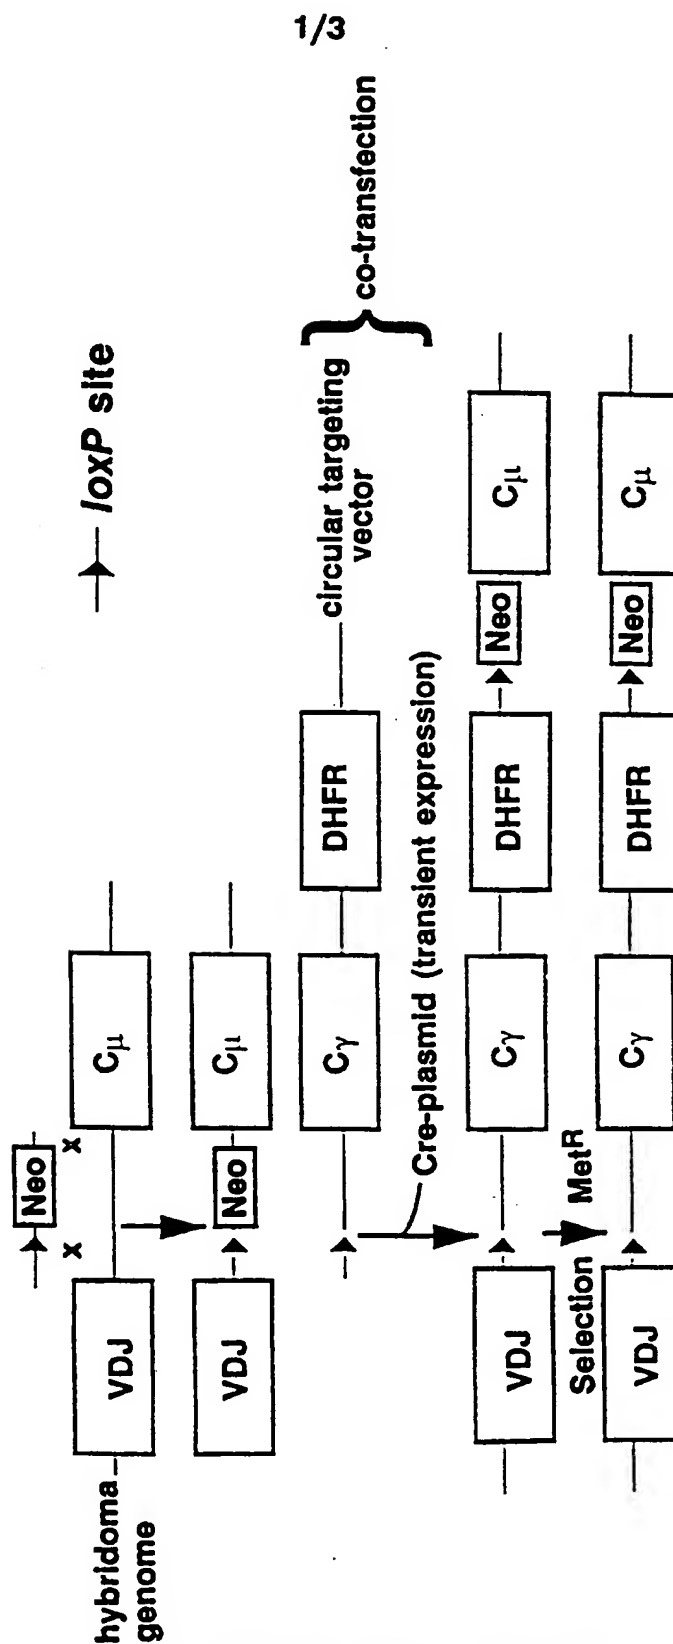 1/3
loxP site
Neo
x x
hybridoma
genome
VDJ
Cμ
VDJ
Neo
Cμ
Cγ
DHFR
circular targeting
vector
co-transfection
Cre-plasmid (transient expression)
VDJ
Cγ
DHFR
Neo
Cμ
Selection
MetR
VDJ
Cγ
DHFR
Neo
Cμ